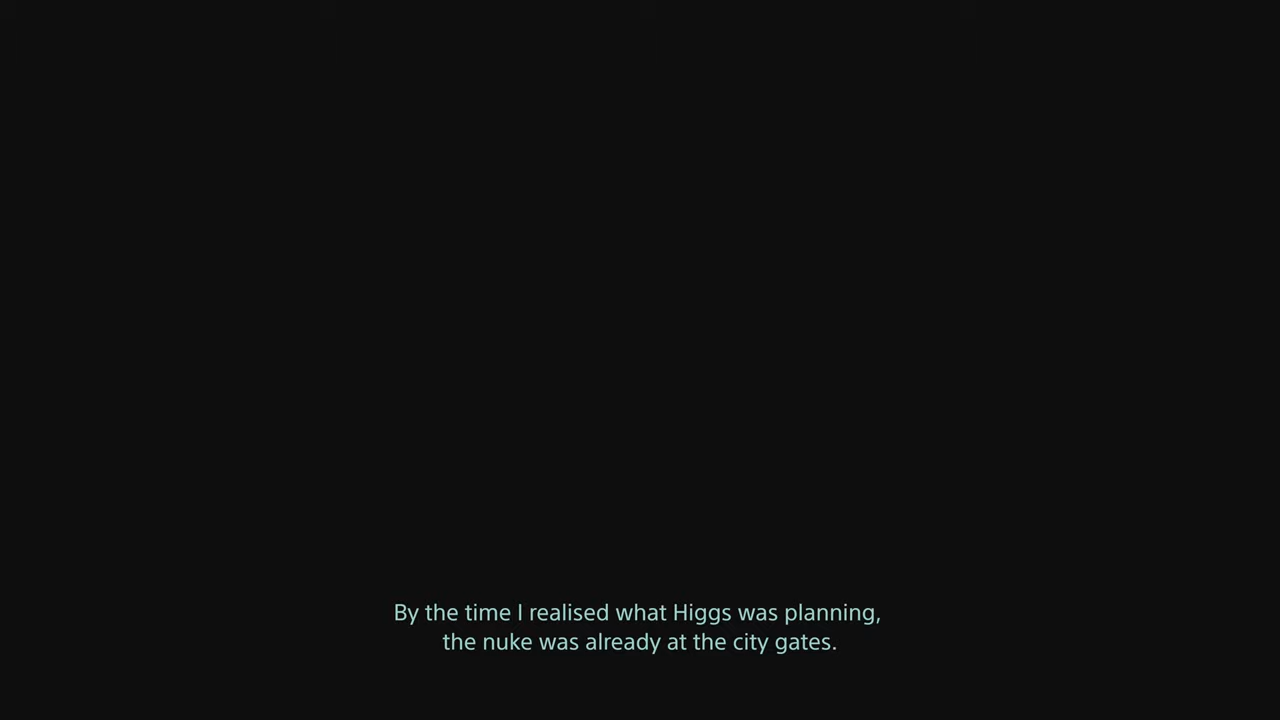 By the time I realised what Higgs was planning,
the nuke was already at the city gates.